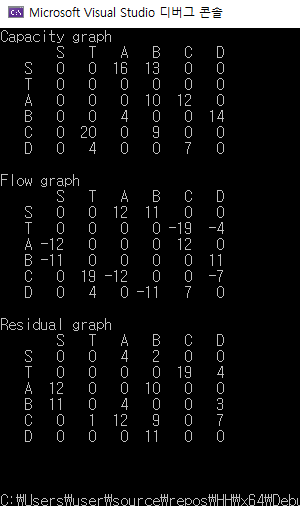 Microsoft Visual Studio 디버그 콘솔
Capacity graph
S T A B C D
S 0 0 16 13 0 0
T 0 0 0 0 0 0
A 0 0 0 10 12 0
B 0 0 4 0 0 14
C 0 20 0 9 0 0
D 0 4 0 0 7 0
Flow graph
S T A B C D
S 0 0 12 11 0 0
T 0 0 0 0 -19 -4
A -12 0 0 0 12 0
B -11 0 0 0 0 11
C 0 19 -12 0 0 -7
D 0 4 0 -11 7 0
Residual graph
S T A B C D
S 0 0 4 2 0 0
T 0 0 0 0 19 4
A 12 0 0 10 0 0
B 11 0 4 0 0 3
C 0 1 12 9 0 7
D 0 0 0 11 0 0
C:₩Users₩user₩source₩repos₩HH₩x64₩Deb